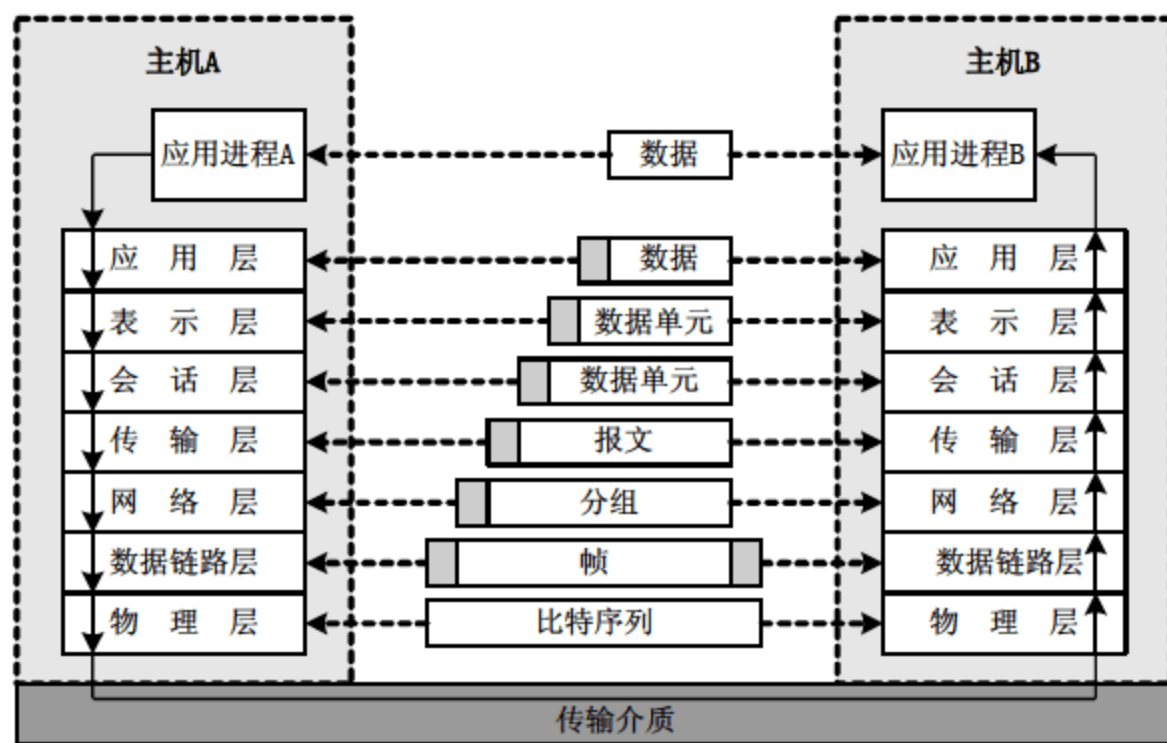 主机A 主机B
应用进程A 数据 应用进程B
应 用 层 数据 应 用 层
表 示 层 数据单元 表 示 层
会 话 层 数据单元 会 话 层
传 输 层 报文 传 输 层
网 络 层 分组 网 络 层
数据链路层 帧 数据链路层
物 理 层 比特序列 物 理 层
传输介质